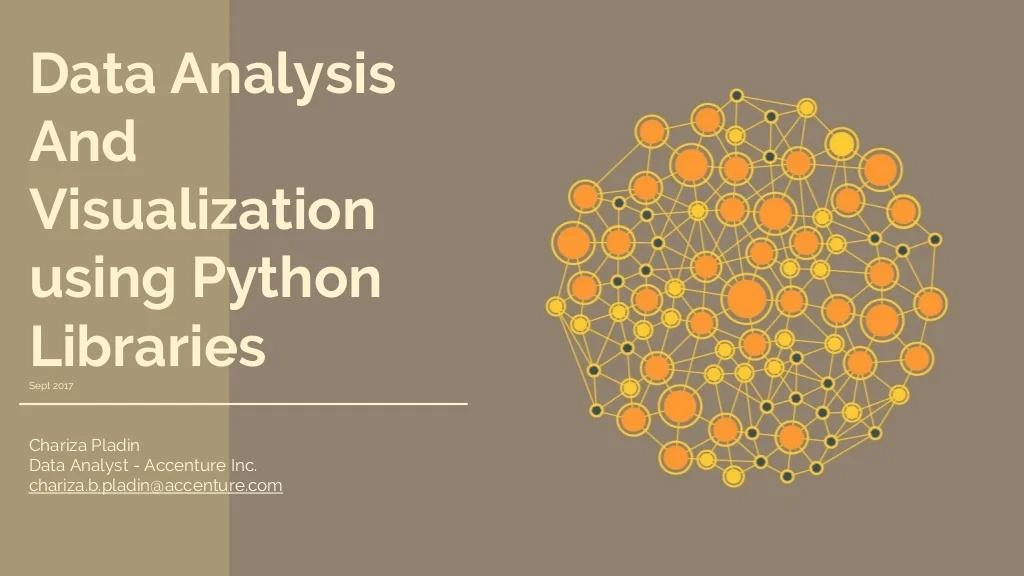 Data Analysis
And
Visualization
using Python
Libraries
Sept 2017
Chariza Pladin
Data Analyst - Accenture Inc.
chariza.b.pladin@accenture.com